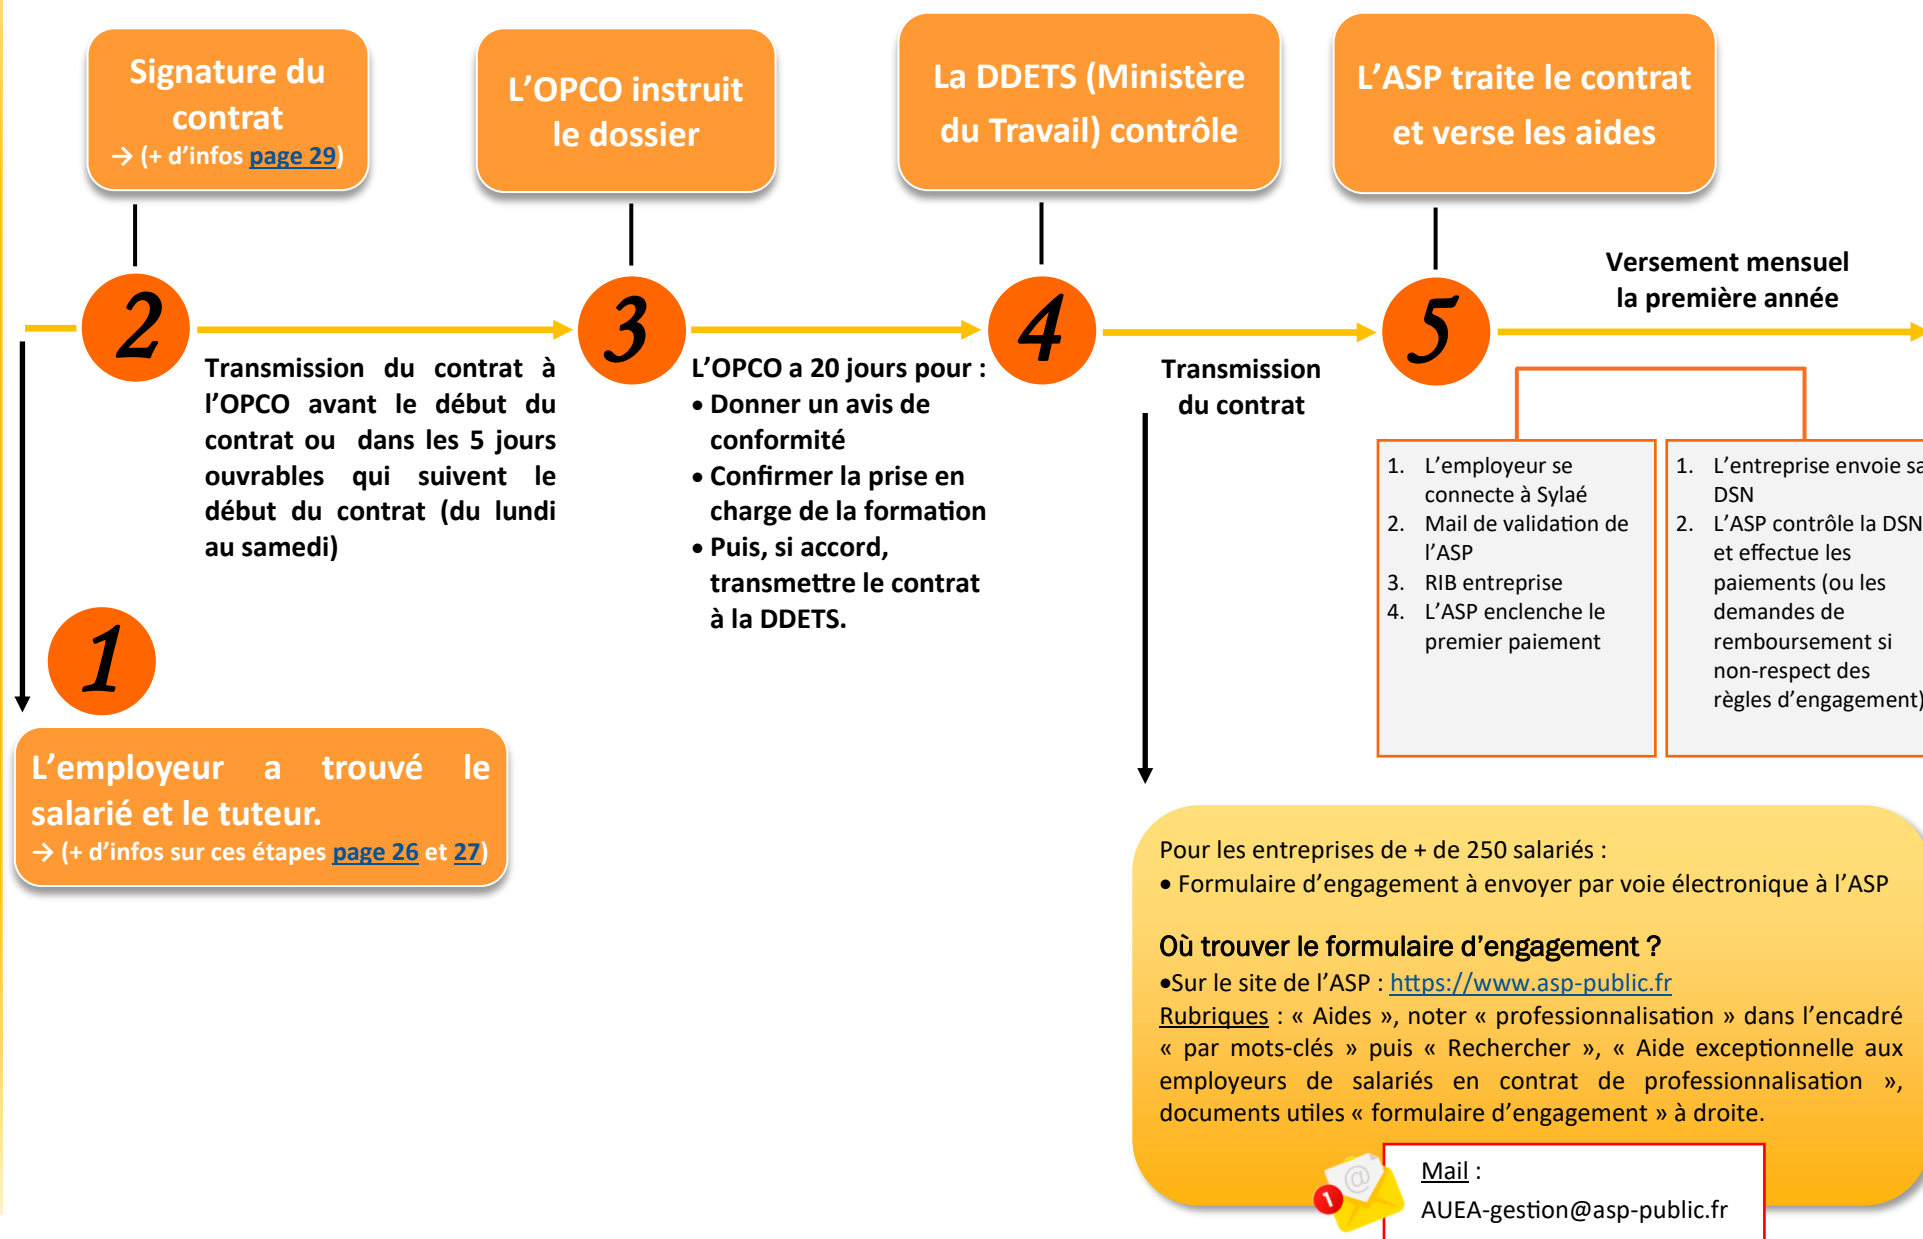 Signature du
contrat
→ (+ d’infos page 29)
L’OPCO instruit
le dossier
La DDETS (Ministère
du Travail) contrôle
L’ASP traite le contrat
et verse les aides
2
3
4
5
Versement mensuel
la première année
Transmission du contrat à
l’OPCO avant le début du
contrat ou dans les 5 jours
ouvrables qui suivent le
début du contrat (du lundi
au samedi)
L’OPCO a 20 jours pour :
• Donner un avis de
conformité
• Confirmer la prise en
charge de la formation
• Puis, si accord,
transmettre le contrat
à la DDETS.
Transmission
du contrat
1. L’employeur se
connecte à Sylaé
2. Mail de validation de
l’ASP
3. RIB entreprise
4. L’ASP enclenche le
premier paiement
1. L’entreprise envoie sa
DSN
2. L’ASP contrôle la DSN
et effectue les
paiements (ou les
demandes de
remboursement si
non-respect des
règles d’engagement)
1
L’employeur a trouvé le
salarié et le tuteur.
→ (+ d’infos sur ces étapes page 26 et 27)
Pour les entreprises de + de 250 salariés :
• Formulaire d’engagement à envoyer par voie électronique à l’ASP
Où trouver le formulaire d’engagement ?
•Sur le site de l’ASP : https://www.asp-public.fr
Rubriques : « Aides », noter « professionnalisation » dans l’encadré
« par mots-clés » puis « Rechercher », « Aide exceptionnelle aux
employeurs de salariés en contrat de professionnalisation »,
documents utiles « formulaire d’engagement » à droite.
@
1
Mail :
AUEA-gestion@asp-public.fr